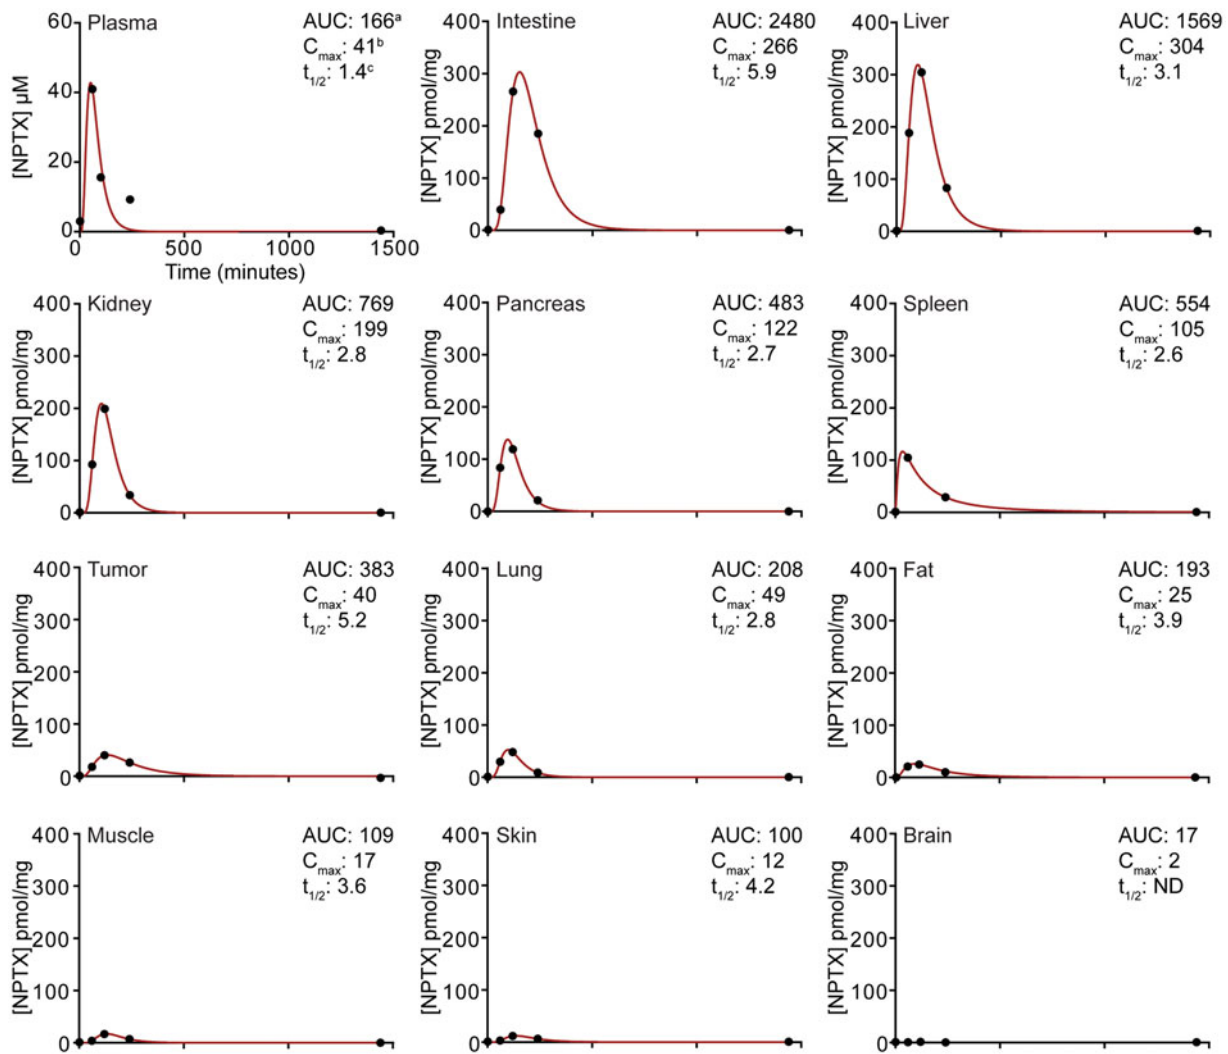 Plasma
AUC: 166ᵃ
Cmax: 41ᵇ
t1/2: 1.4ᶜ
60
40
20
0
[NPTX] µM
0
500
1000
1500
Time (minutes)
Intestine
AUC: 2480
Cmax: 266
t1/2: 5.9
400
300
200
100
0
[NPTX] pmol/mg
Liver
AUC: 1569
Cmax: 304
t1/2: 3.1
400
300
200
100
0
[NPTX] pmol/mg
Kidney
AUC: 769
Cmax: 199
t1/2: 2.8
400
300
200
100
0
[NPTX] pmol/mg
Pancreas
AUC: 483
Cmax: 122
t1/2: 2.7
400
300
200
100
0
[NPTX] pmol/mg
Spleen
AUC: 554
Cmax: 105
t1/2: 2.6
400
300
200
100
0
[NPTX] pmol/mg
Tumor
AUC: 383
Cmax: 40
t1/2: 5.2
400
300
200
100
0
[NPTX] pmol/mg
Lung
AUC: 208
Cmax: 49
t1/2: 2.8
400
300
200
100
0
[NPTX] pmol/mg
Fat
AUC: 193
Cmax: 25
t1/2: 3.9
400
300
200
100
0
[NPTX] pmol/mg
Muscle
AUC: 109
Cmax: 17
t1/2: 3.6
400
300
200
100
0
[NPTX] pmol/mg
Skin
AUC: 100
Cmax: 12
t1/2: 4.2
400
300
200
100
0
[NPTX] pmol/mg
Brain
AUC: 17
Cmax: 2
t1/2: ND
400
300
200
100
0
[NPTX] pmol/mg